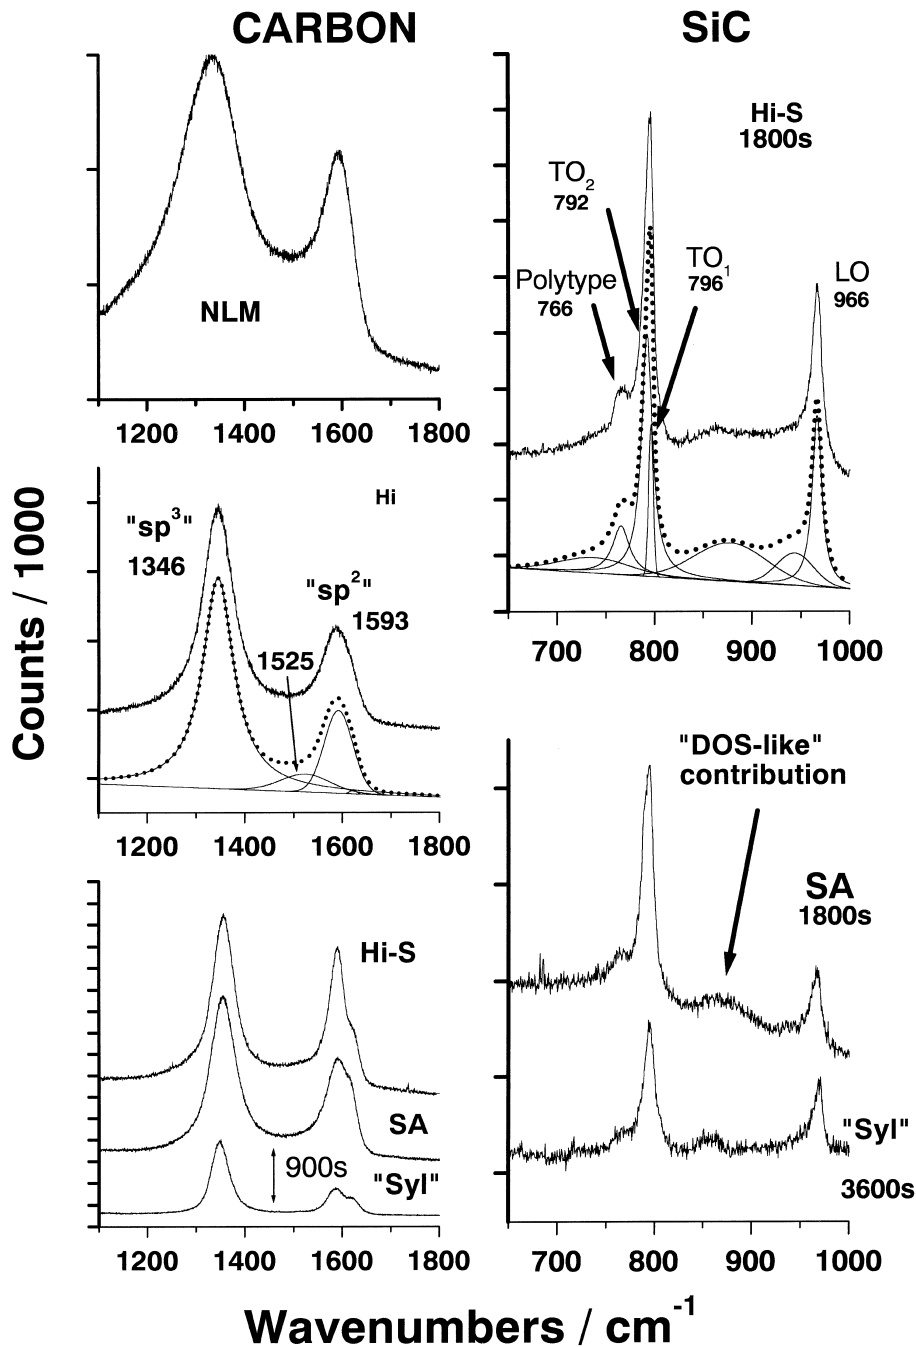 CARBON
NLM
1200 1400 1600 1800
"sp³"
1346
Hi
"sp²"
1593
1525
1200 1400 1600 1800
Hi-S
SA
900s
"Syl"
1200 1400 1600 1800
SiC
Hi-S
1800s
TO₂
792
TO₁
796
Polytype
766
LO
966
700 800 900 1000
"DOS-like"
contribution
SA
1800s
"Syl"
3600s
700 800 900 1000
Counts / 1000
Wavenumbers / cm⁻¹